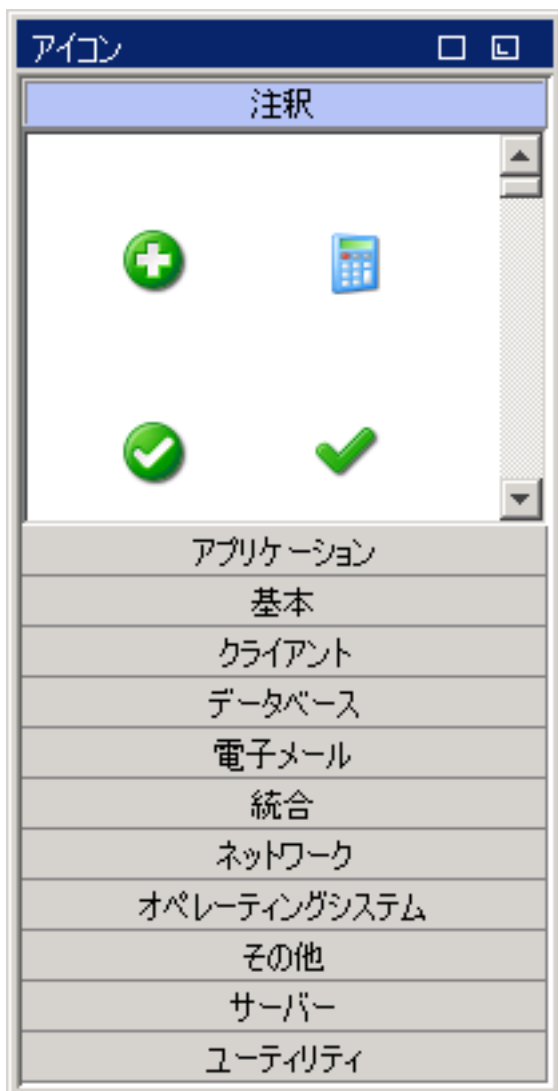 アイコン
注釈
アプリケーション
基本
クライアント
データベース
電子メール
統合
ネットワーク
オペレーティングシステム
その他
サーバー
ユーティリティ